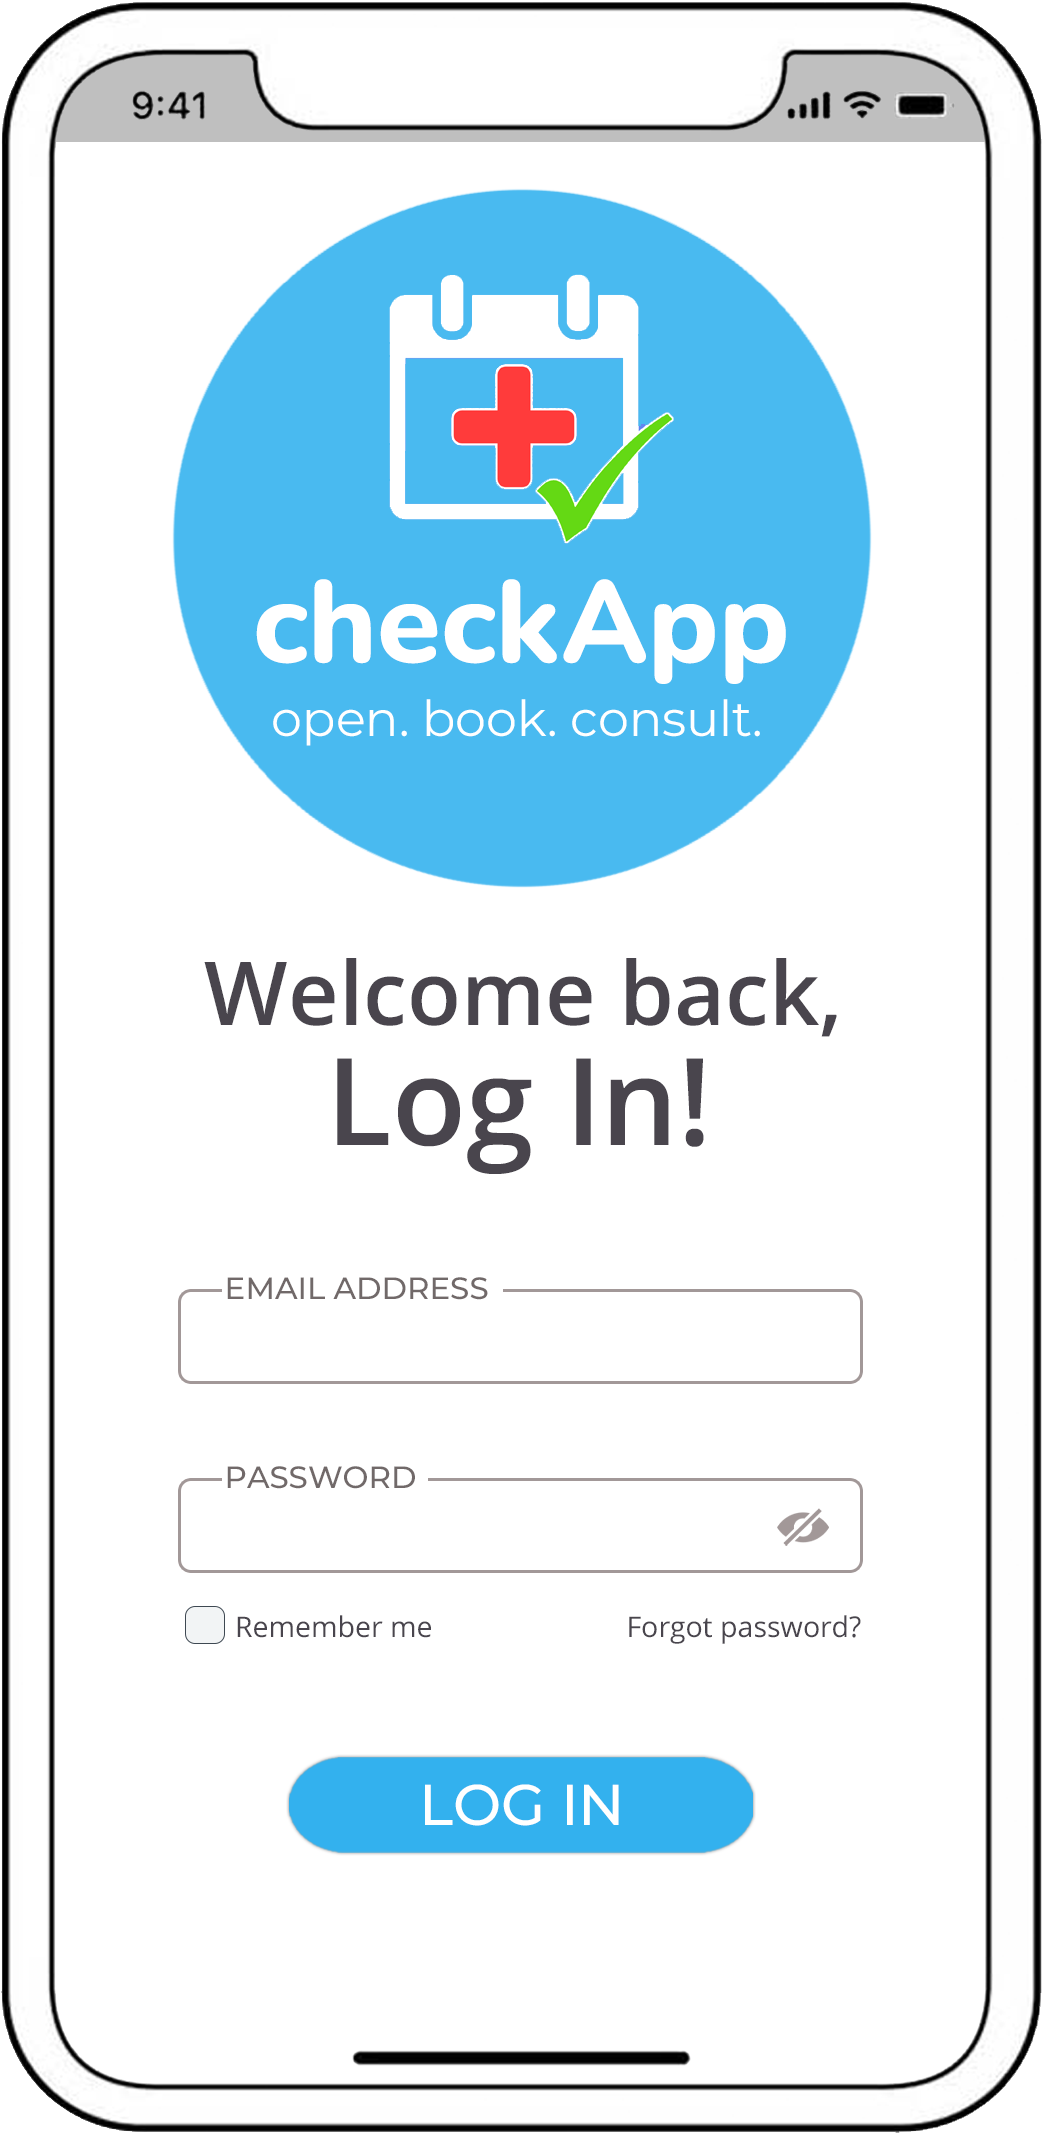 9:41
checkApp
open. book. consult.
Welcome back,
Log In!
EMAIL ADDRESS
PASSWORD
Remember me
Forgot password?
LOG IN